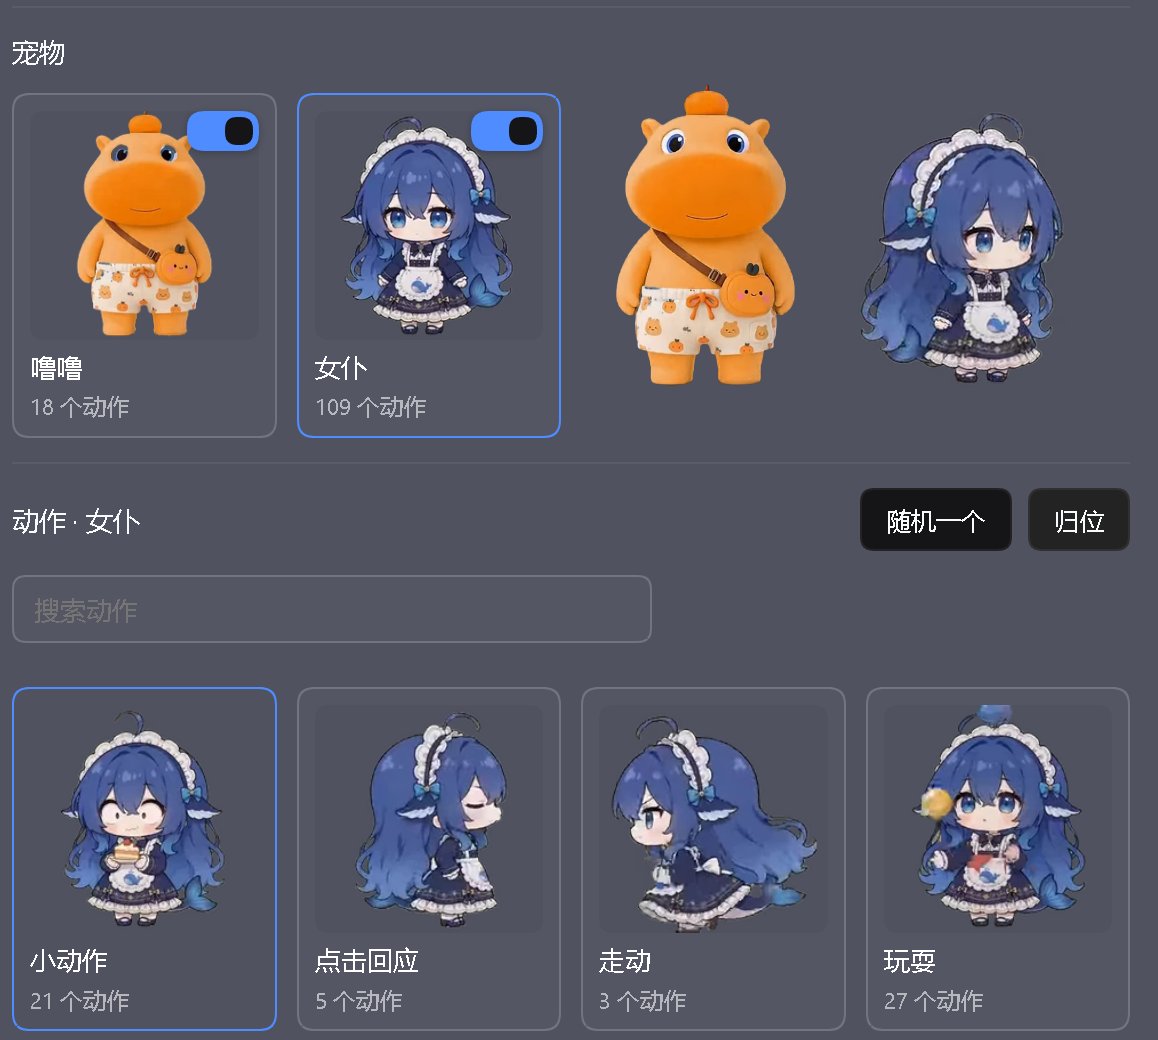 宠物
噜噜
18 个动作
女仆
109 个动作
动作 · 女仆
随机一个
归位
搜索动作
小动作
21 个动作
点击回应
5 个动作
走动
3 个动作
玩耍
27 个动作